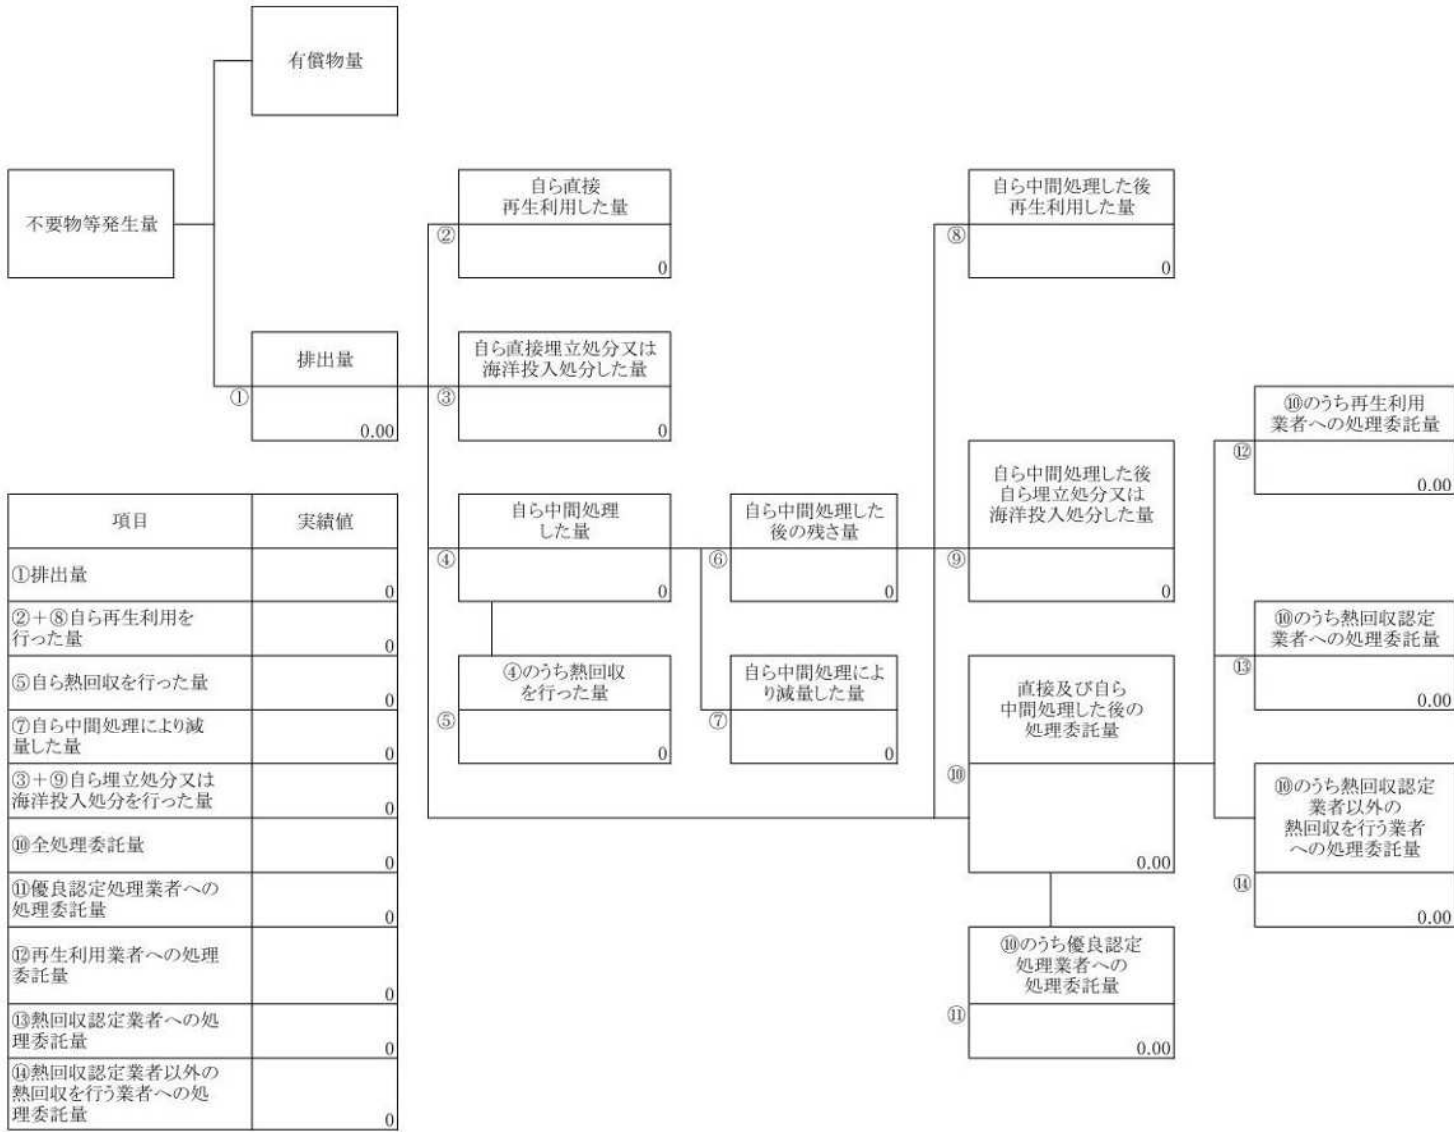 有償物量
不要物等発生量
自ら直接
再生利用した量
②
0
自ら中間処理した後
再生利用した量
⑧
0
排出量
①
0.00
自ら直接埋立処分又は
海洋投入処分した量
③
0
⑩のうち再生利用
業者への処理委託量
⑫
0.00
自ら中間処理
した量
④
0
自ら中間処理した
後の残さ量
⑥
0
自ら中間処理した後
自ら埋立処分又は
海洋投入処分した量
⑨
0
⑩のうち熱回収認定
業者への処理委託量
⑬
0.00
④のうち熱回収
を行った量
⑤
0
自ら中間処理によ
り減量した量
⑦
0
直接及び自ら
中間処理した後の
処理委託量
⑩
0.00
⑩のうち熱回収認定
業者以外の
熱回収を行う業者
への処理委託量
⑭
0.00
⑩のうち優良認定
処理業者への
処理委託量
⑪
0.00
項目 実績値
①排出量
0
②＋⑧自ら再生利用を
行った量
0
⑤自ら熱回収を行った量
0
⑦自ら中間処理により減
量した量
0
③＋⑨自ら埋立処分又は
海洋投入処分を行った量
0
⑩全処理委託量
0
⑪優良認定処理業者への
処理委託量
0
⑫再生利用業者への処理
委託量
0
⑬熱回収認定業者への処
理委託量
0
⑭熱回収認定業者以外の
熱回収を行う業者への処
理委託量
0